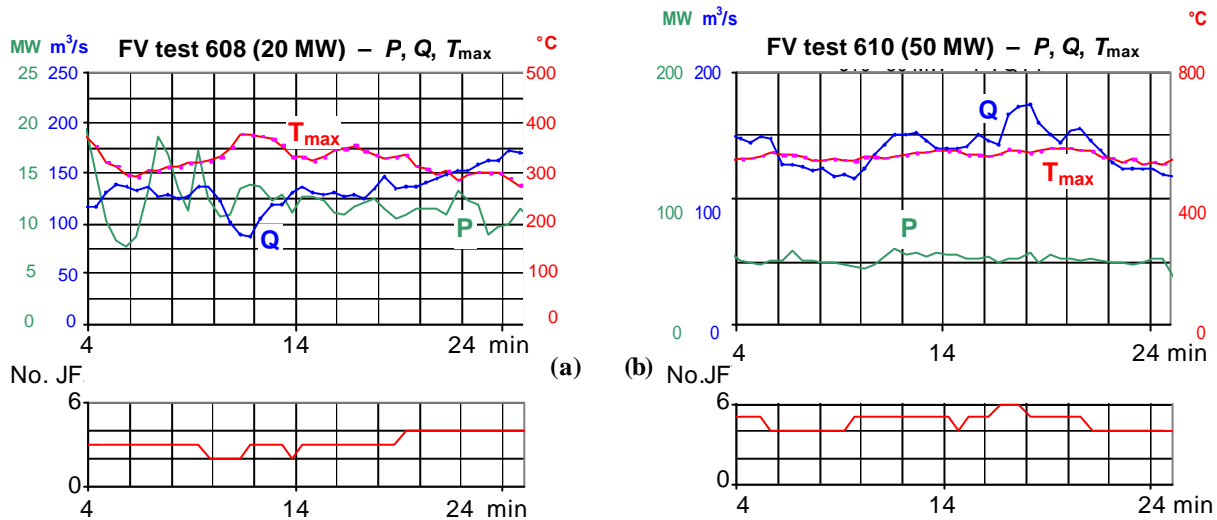 MW m³/s FV test 608 (20 MW) – P, Q, Tmax °C
25 250 500
20 200 400
15 150 300
10 100 200
5 50 100
0 0 0
Tmax
Q
P
4 14 24 min
No. JF
6
0
4 14 24
(a)
MW m³/s FV test 610 (50 MW) – P, Q, Tmax °C
200 200 800
100 100 400
0 0 0
Q
Tmax
P
4 14 24 min
(b) No.JF
6
0
4 14 24